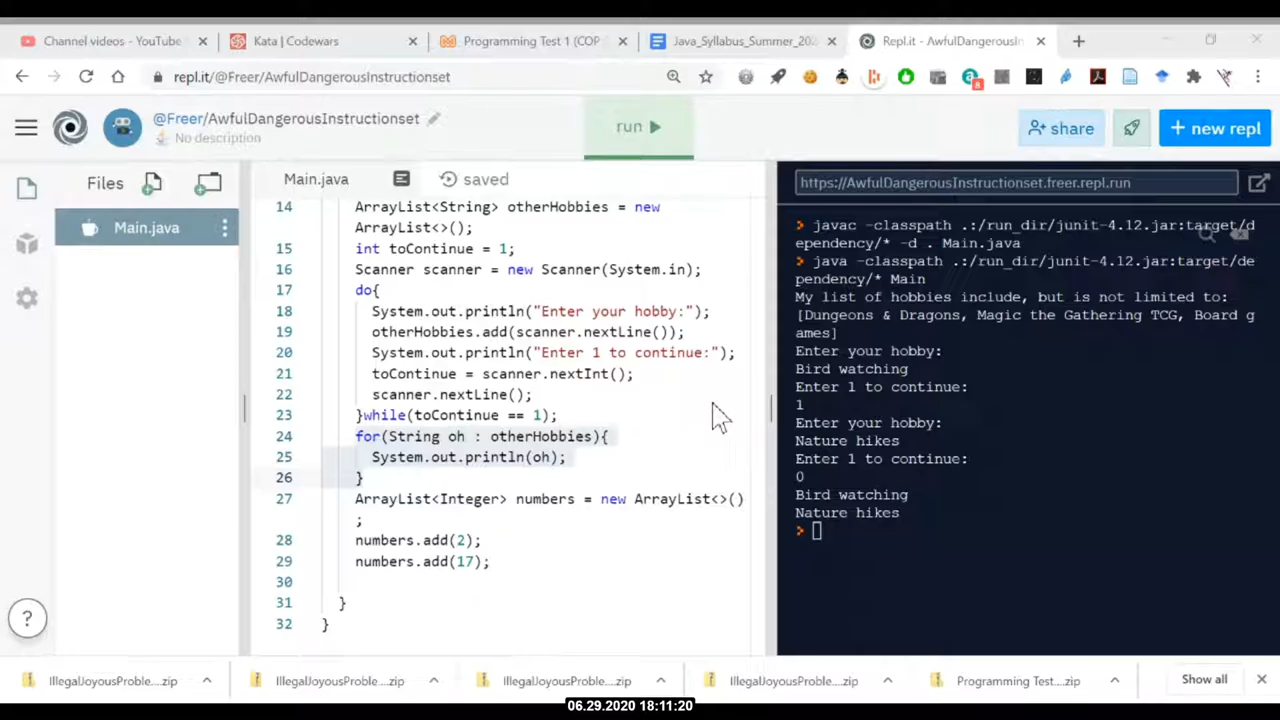 Channel videos - YouTube
Kata | Codewars
Programming Test 1 (COP
Java_Syllabus_Summer_202
Repl.it - AwfulDangerousIn
repl.it/@Freer/AwfulDangerousInstructionset
8
@Freer/AwfulDangerousInstructionset
No description
run
share
+ new repl
Files
Main.java
saved
https://AwfulDangerousInstructionset.freer.repl.run
Main.java
14 ArrayList<String> otherHobbies = new
ArrayList<>();
15 int toContinue = 1;
16 Scanner scanner = new Scanner(System.in);
17 do{
18 System.out.println("Enter your hobby:");
19 otherHobbies.add(scanner.nextLine());
20 System.out.println("Enter 1 to continue:");
21 toContinue = scanner.nextInt();
22 scanner.nextLine();
23 }while(toContinue == 1);
24 for(String oh : otherHobbies){
25 System.out.println(oh);
26 }
27 ArrayList<Integer> numbers = new ArrayList<>()
;
28 numbers.add(2);
29 numbers.add(17);
30
31 }
32 }
> javac -classpath .:/run_dir/junit-4.12.jar:target/d
ependency/* -d . Main.java
> java -classpath .:/run_dir/junit-4.12.jar:target/de
pendency/* Main
My list of hobbies include, but is not limited to:
[Dungeons & Dragons, Magic the Gathering TCG, Board g
ames]
Enter your hobby:
Bird watching
Enter 1 to continue:
1
Enter your hobby:
Nature hikes
Enter 1 to continue:
0
Bird watching
Nature hikes
>
?
IllegalJoyousProble....zip
IllegalJoyousProble....zip
IllegalJoyousProble....zip
IllegalJoyousProble....zip
Programming Test....zip
Show all
06.29.2020 18:11:20